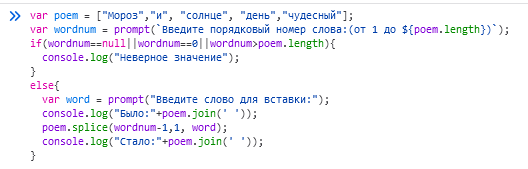 var poem = ["Мороз","и", "солнце", "день","чудесный"];
var wordnum = prompt(`Введите порядковый номер слова:(от 1 до ${poem.length})`);
if(wordnum==null||wordnum==0||wordnum>poem.length){
console.log("Неверное значение");
}
else{
var word = prompt("Введите слово для вставки:");
console.log("Было:"+poem.join(' '));
poem.splice(wordnum-1,1, word);
console.log("Стало:"+poem.join(' '));
}